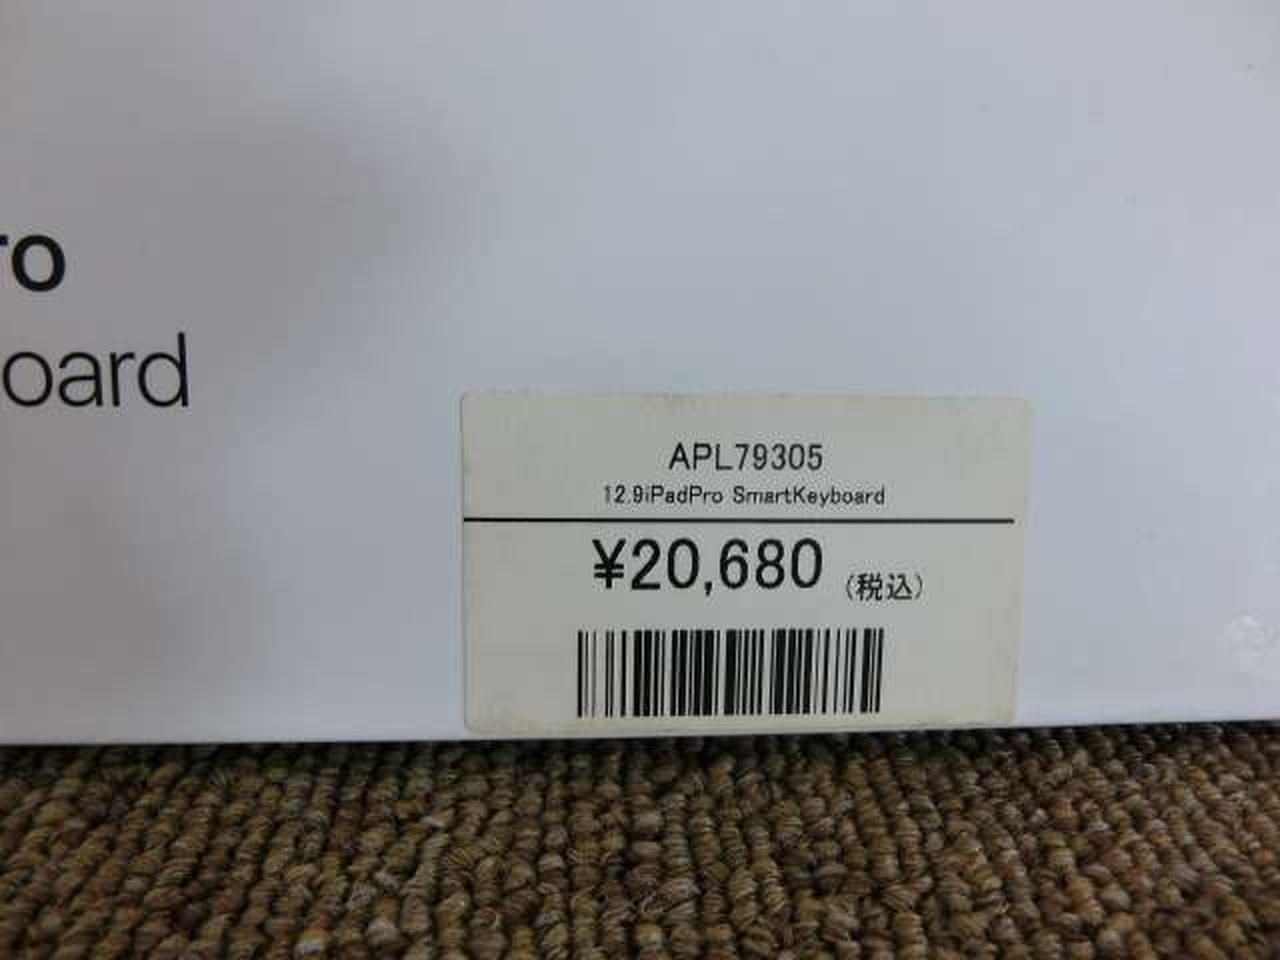 ro
oard
APL79305
12.9iPadPro SmartKeyboard
¥20,680 (税込)